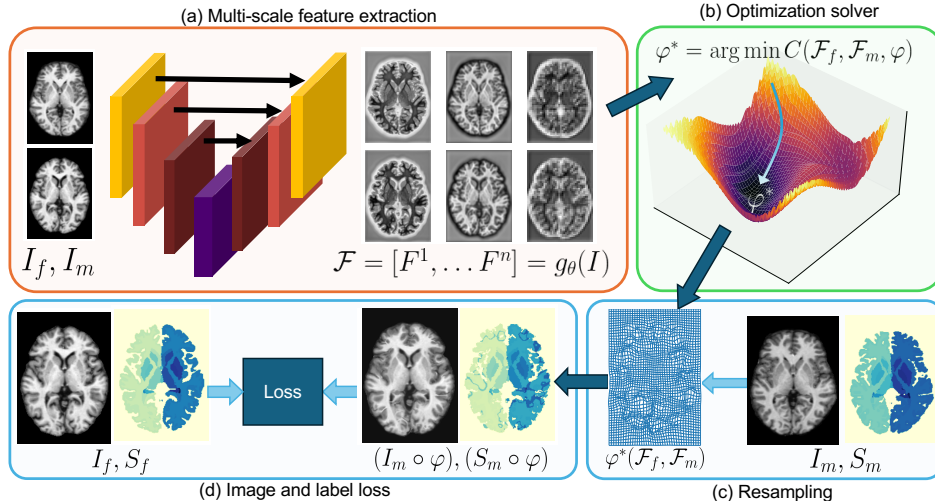 (a) Multi-scale feature extraction
(b) Optimization solver
φ* = arg min C(𝓕_f, 𝓕_m, φ)
φ*
I_f, I_m
𝓕 = [F^1, … F^n] = g_θ(I)
Loss
I_f, S_f
(I_m ∘ φ), (S_m ∘ φ)
φ*(𝓕_f, 𝓕_m)
I_m, S_m
(d) Image and label loss
(c) Resampling